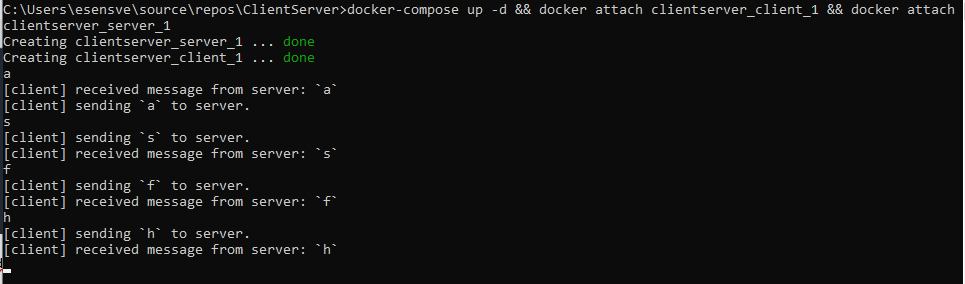 C:\Users\esensve\source\repos\ClientServer>docker-compose up -d && docker attach clientserver_client_1 && docker attach
clientserver_server_1
Creating clientserver_server_1 ... done
Creating clientserver_client_1 ... done
a
[client] received message from server: `a`
[client] sending `a` to server.
s
[client] sending `s` to server.
[client] received message from server: `s`
f
[client] sending `f` to server.
[client] received message from server: `f`
h
[client] sending `h` to server.
[client] received message from server: `h`